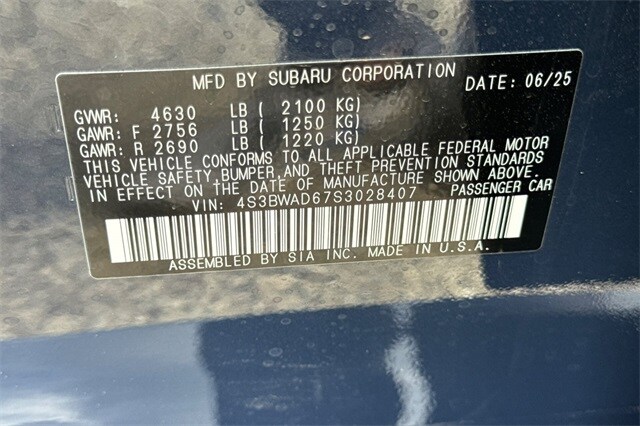 MFD BY SUBARU CORPORATION DATE: 06/25
GVWR: 4630 LB ( 2100 KG)
GAWR: F 2756 LB ( 1250 KG)
GAWR: R 2690 LB ( 1220 KG)
THIS VEHICLE CONFORMS TO ALL APPLICABLE FEDERAL MOTOR
VEHICLE SAFETY,BUMPER,AND THEFT PREVENTION STANDARDS
IN EFFECT ON THE DATE OF MANUFACTURE SHOWN ABOVE.
VIN: 4S3BWAD67S3028407 PASSENGER CAR
ASSEMBLED BY SIA INC. MADE IN U.S.A.